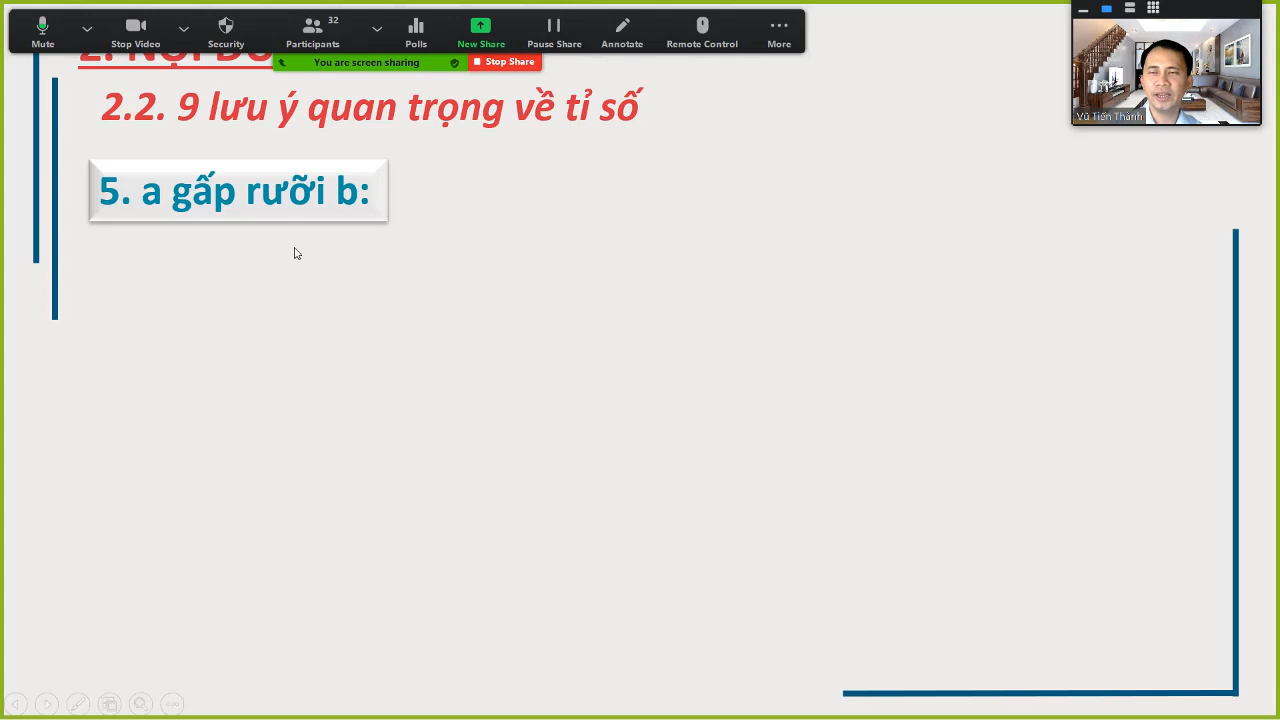 Mute
Stop Video
Security
Participants
32
Polls
New Share
Pause Share
Annotate
Remote Control
More
You are screen sharing
Stop Share
2.2. 9 lưu ý quan trọng về tỉ số
5. a gấp rưỡi b:
Vũ Tiến Thành